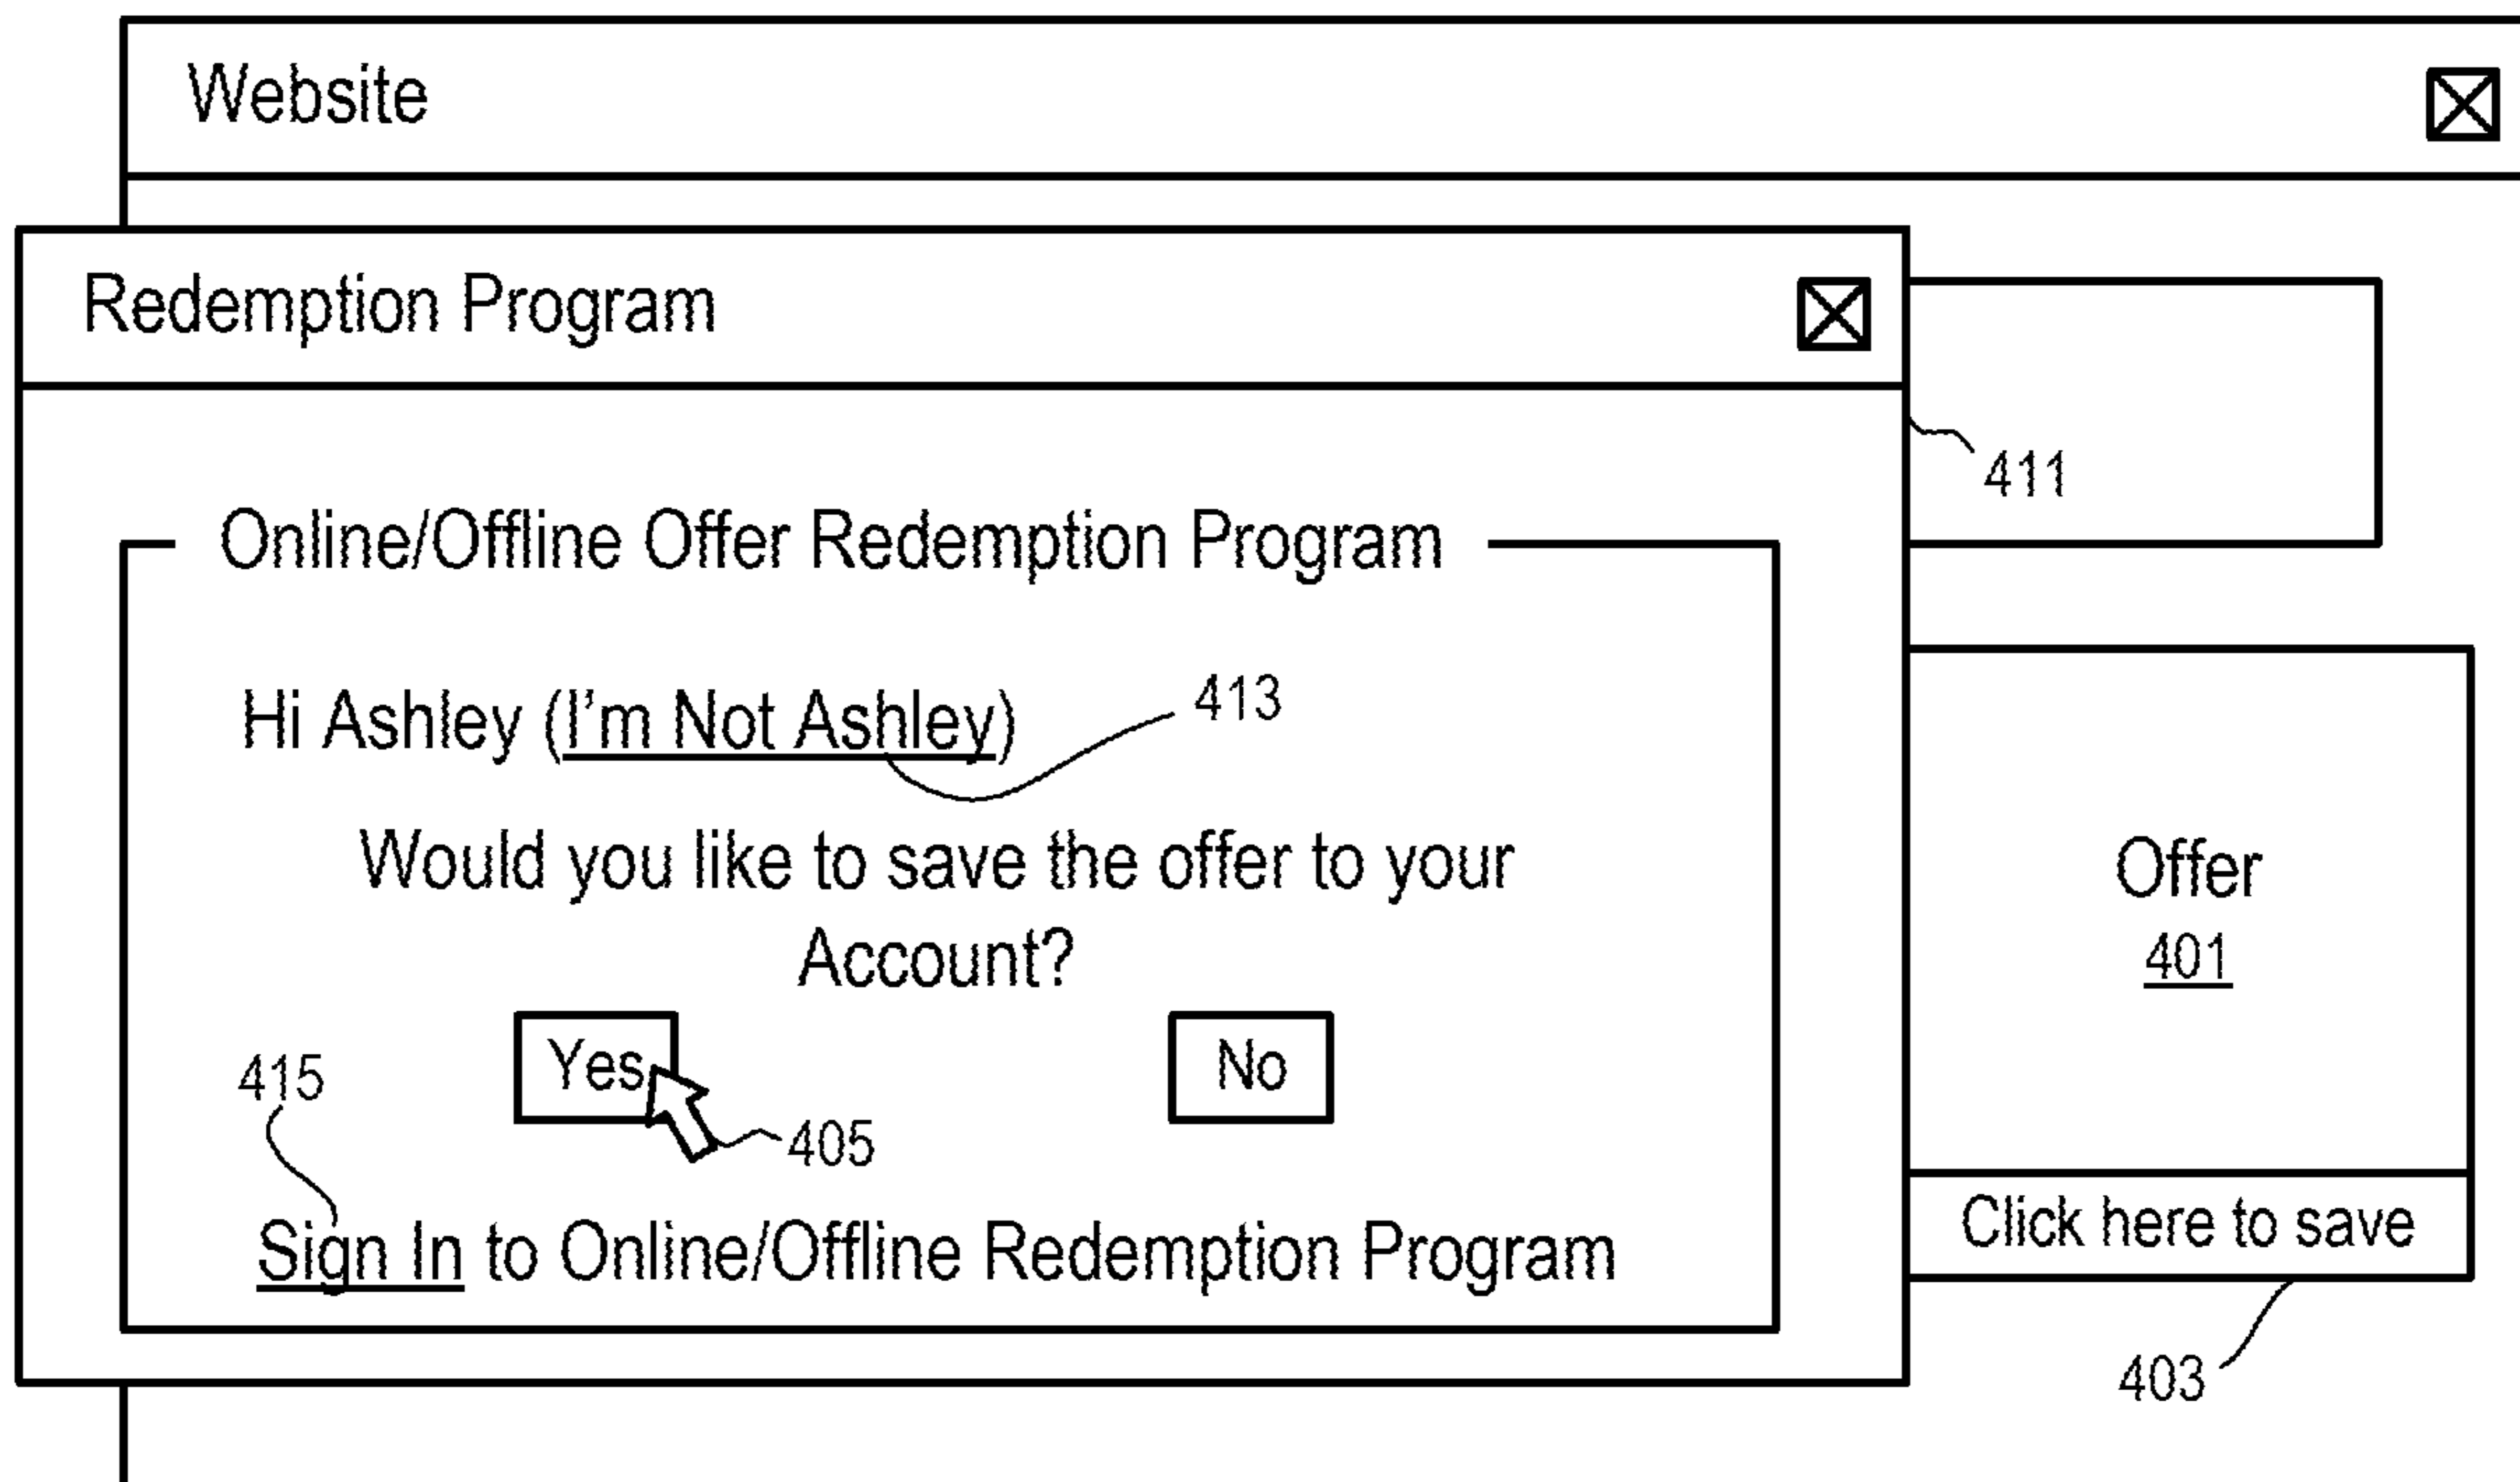 Website
Redemption Program
411
Online/Offline Offer Redemption Program
Hi Ashley (I'm Not Ashley)
413
Would you like to save the offer to your
Account?
Offer
401
Yes
No
415
405
Sign In to Online/Offline Redemption Program
Click here to save
403